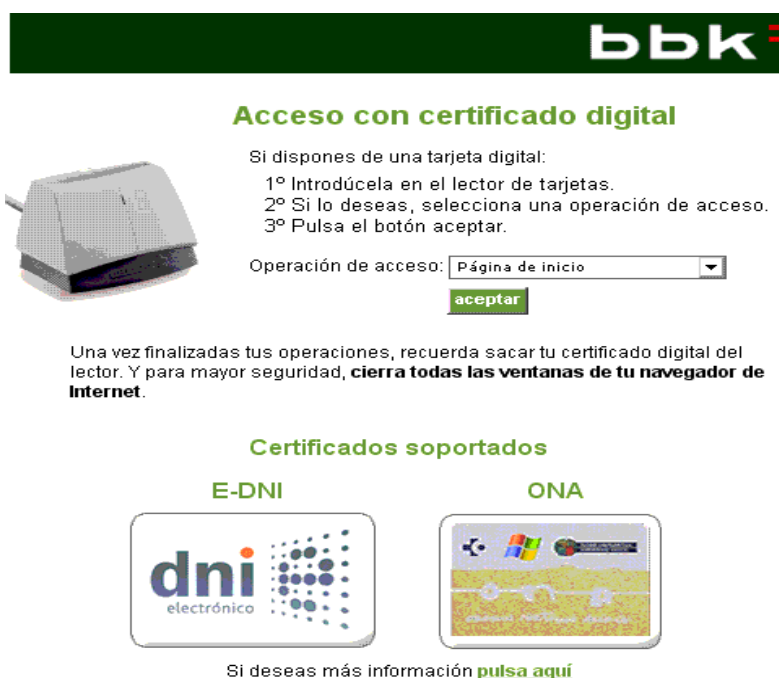 bbk
Acceso con certificado digital
Si dispones de una tarjeta digital:
1º Introdúcela en el lector de tarjetas.
2º Si lo deseas, selecciona una operación de acceso.
3º Pulsa el botón aceptar.
Operación de acceso: Página de inicio
aceptar
Una vez finalizadas tus operaciones, recuerda sacar tu certificado digital del
lector. Y para mayor seguridad, cierra todas las ventanas de tu navegador de
Internet.
Certificados soportados
E-DNI ONA
dni
electrónico
Si deseas más información pulsa aquí